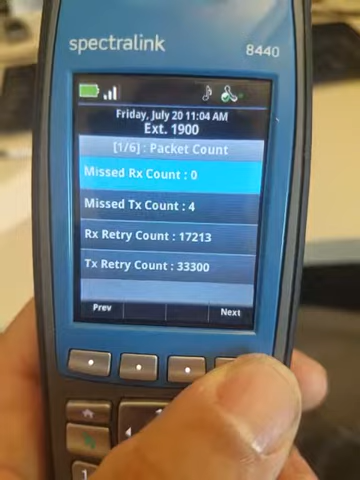 spectralink
8440
Friday, July 20 11:04 AM
Ext. 1900
[1/6] : Packet Count
Missed Rx Count : 0
Missed Tx Count : 4
Rx Retry Count : 17213
Tx Retry Count : 33300
Prev
Next
1